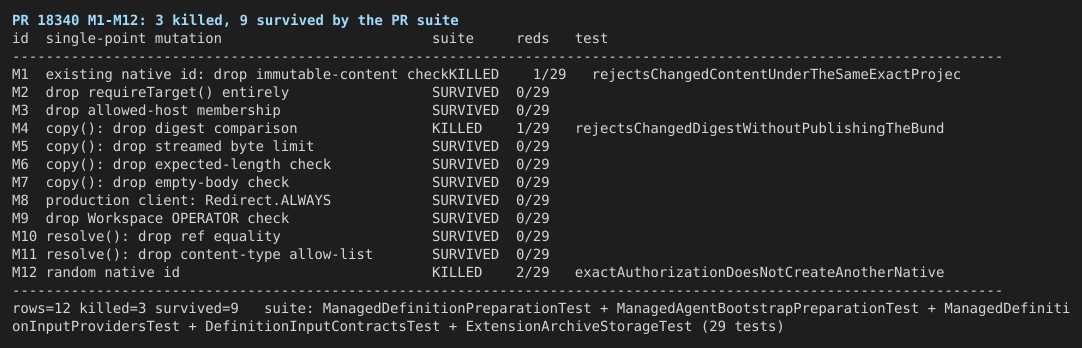 PR 18340 M1-M12: 3 killed, 9 survived by the PR suite
id  single-point mutation                         suite     reds   test
----------------------------------------------------------------------------------------------------------------------
M1  existing native id: drop immutable-content checkKILLED    1/29   rejectsChangedContentUnderTheSameExactProjec
M2  drop requireTarget() entirely                 SURVIVED  0/29
M3  drop allowed-host membership                  SURVIVED  0/29
M4  copy(): drop digest comparison                KILLED    1/29   rejectsChangedDigestWithoutPublishingTheBund
M5  copy(): drop streamed byte limit              SURVIVED  0/29
M6  copy(): drop expected-length check            SURVIVED  0/29
M7  copy(): drop empty-body check                 SURVIVED  0/29
M8  production client: Redirect.ALWAYS            SURVIVED  0/29
M9  drop Workspace OPERATOR check                 SURVIVED  0/29
M10 resolve(): drop ref equality                  SURVIVED  0/29
M11 resolve(): drop content-type allow-list       SURVIVED  0/29
M12 random native id                              KILLED    2/29   exactAuthorizationDoesNotCreateAnotherNative
----------------------------------------------------------------------------------------------------------------------
rows=12 killed=3 survived=9   suite: ManagedDefinitionPreparationTest + ManagedAgentBootstrapPreparationTest + ManagedDefiniti
onInputProvidersTest + DefinitionInputContractsTest + ExtensionArchiveStorageTest (29 tests)